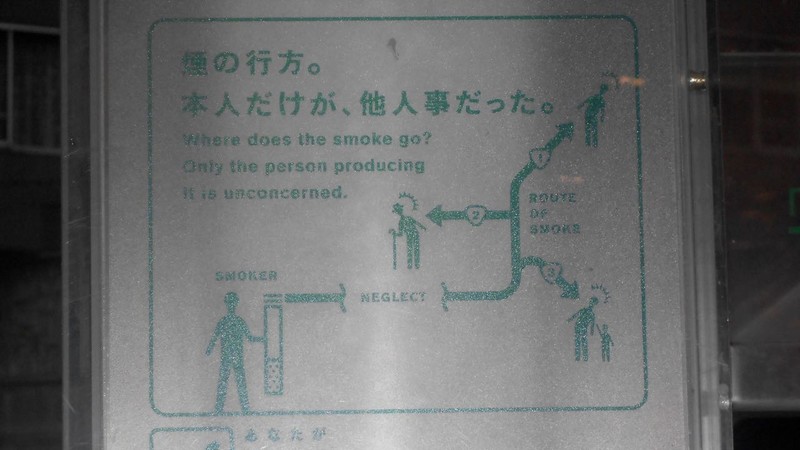 煙の行方。
本人だけが、他人事だった。
Where does the smoke go?
Only the person producing
it is unconcerned.
1
ROUTE
OF
SMOKE
2
3
SMOKER
NEGLECT
あなたが